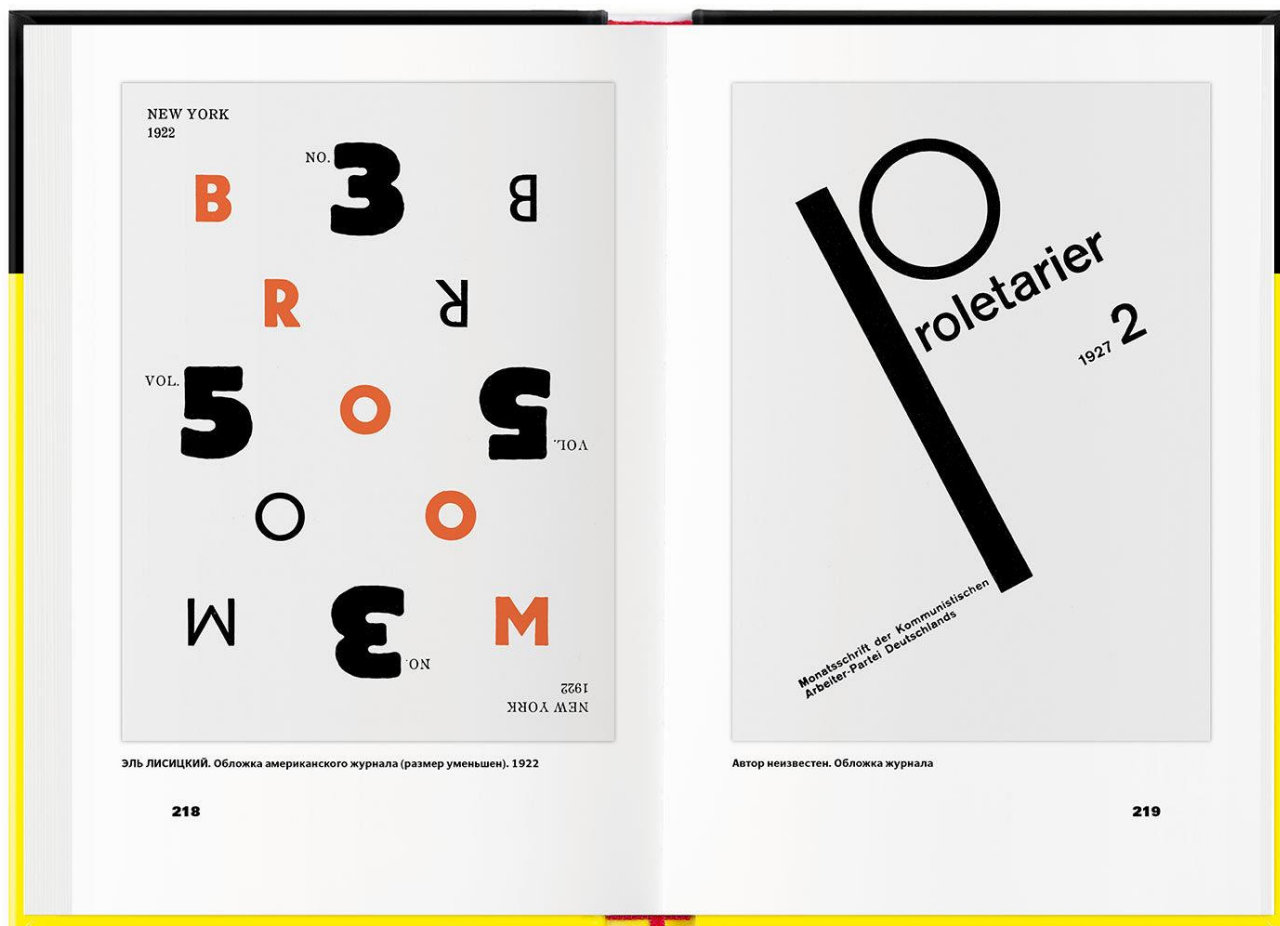 NEW YORK
1922
NO. 3
B B
R R
VOL. 5 O 5 VOL.
O O
M 3 NO. M
1922
NEW YORK
ЭЛЬ ЛИСИЦКИЙ. Обложка американского журнала (размер уменьшен). 1922
218
Proletarier
1927 2
Monatsschrift der Kommunistischen
Arbeiter-Partei Deutschlands
Автор неизвестен. Обложка журнала
219